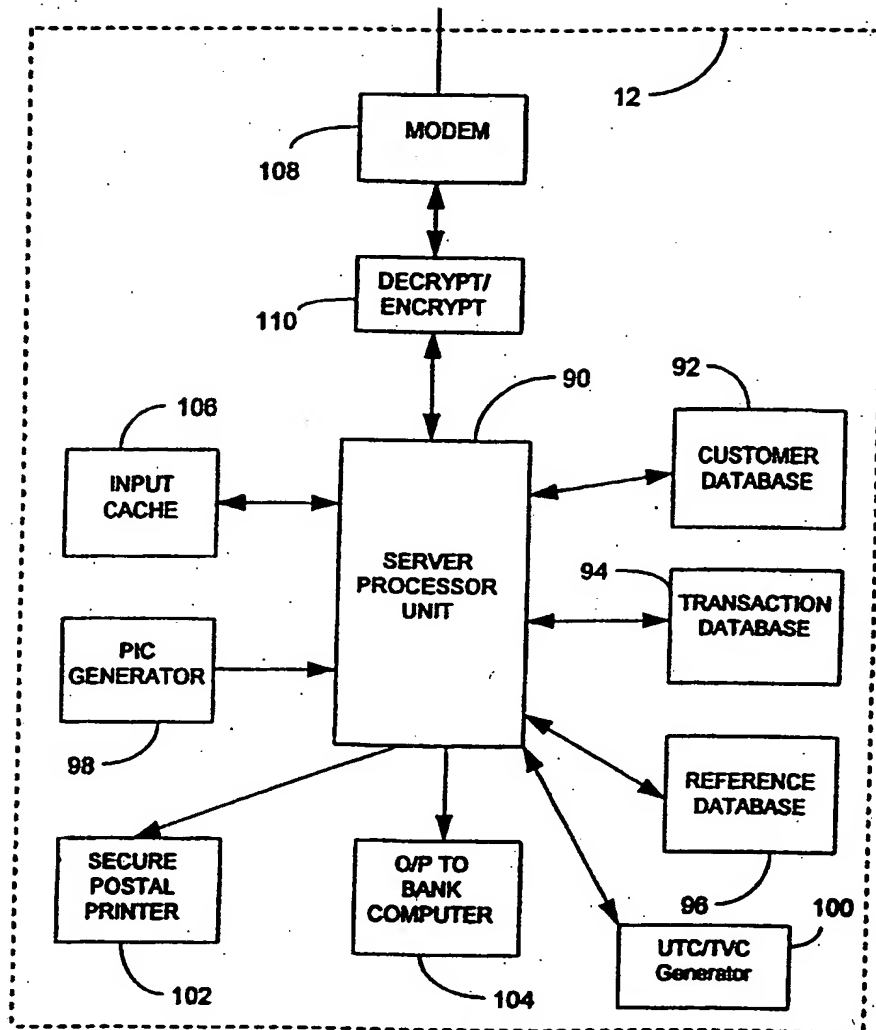 12
MODEM
108
DECRYPT/
ENCRYPT
110
90
92
106
CUSTOMER
DATABASE
INPUT
CACHE
SERVER
PROCESSOR
UNIT
94
TRANSACTION
DATABASE
PIC
GENERATOR
98
REFERENCE
DATABASE
SECURE
POSTAL
PRINTER
O/P TO
BANK
COMPUTER
96
100
UTC/TVC
Generator
102
104